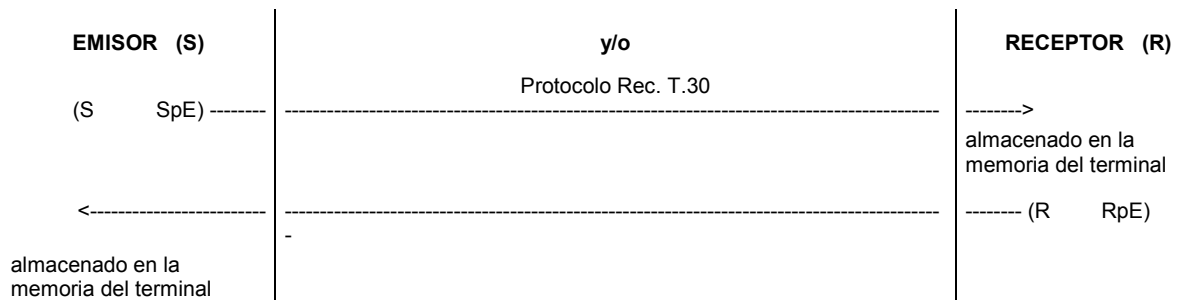 EMISOR (S) y/o RECEPTOR (R)
Protocolo Rec. T.30
(S SpE) -------- --------------------------------------------------------------------------------------------- -------->
almacenado en la
memoria del terminal
<------------------------- --------------------------------------------------------------------------------------------- -------- (R RpE)
-
almacenado en la
memoria del terminal